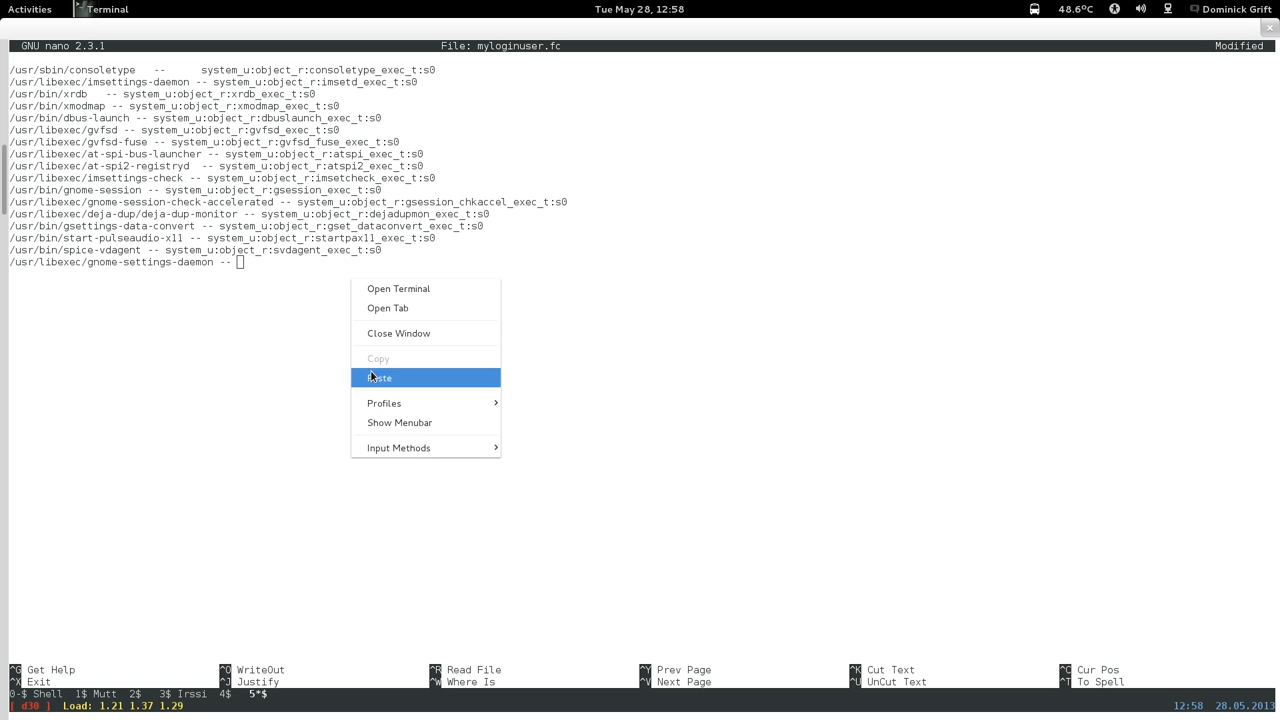 Activities Terminal Tue May 28, 12:58 48.6°C Dominick Grift
GNU nano 2.3.1 File: myloginuser.fc Modified
/usr/sbin/consoletype -- system_u:object_r:consoletype_exec_t:s0
/usr/libexec/imsettings-daemon -- system_u:object_r:imsetd_exec_t:s0
/usr/bin/xrdb -- system_u:object_r:xrdb_exec_t:s0
/usr/bin/xmodmap -- system_u:object_r:xmodmap_exec_t:s0
/usr/bin/dbus-launch -- system_u:object_r:dbuslaunch_exec_t:s0
/usr/libexec/gvfsd -- system_u:object_r:gvfsd_exec_t:s0
/usr/libexec/gvfsd-fuse -- system_u:object_r:gvfsd_fuse_exec_t:s0
/usr/libexec/at-spi-bus-launcher -- system_u:object_r:atspi_exec_t:s0
/usr/libexec/at-spi2-registryd -- system_u:object_r:atspi2_exec_t:s0
/usr/libexec/imsettings-check -- system_u:object_r:imsetcheck_exec_t:s0
/usr/bin/gnome-session -- system_u:object_r:gsession_exec_t:s0
/usr/libexec/gnome-session-check-accelerated -- system_u:object_r:gsession_chkaccel_exec_t:s0
/usr/libexec/deja-dup/deja-dup-monitor -- system_u:object_r:dejadupmon_exec_t:s0
/usr/bin/gsettings-data-convert -- system_u:object_r:gset_dataconvert_exec_t:s0
/usr/bin/start-pulseaudio-x11 -- system_u:object_r:startpax11_exec_t:s0
/usr/bin/spice-vdagent -- system_u:object_r:svdagent_exec_t:s0
/usr/libexec/gnome-settings-daemon --
Open Terminal
Open Tab
Close Window
Copy
Paste
Profiles
Show Menubar
Input Methods
^G Get Help ^O WriteOut ^R Read File ^Y Prev Page ^K Cut Text ^C Cur Pos
^X Exit ^J Justify ^W Where Is ^V Next Page ^U UnCut Text ^T To Spell
0-$ Shell 1$ Mutt 2$ 3$ Irssi 4$ 5*$
[ d30 ] Load: 1.21 1.37 1.29 12:58 28.05.2013